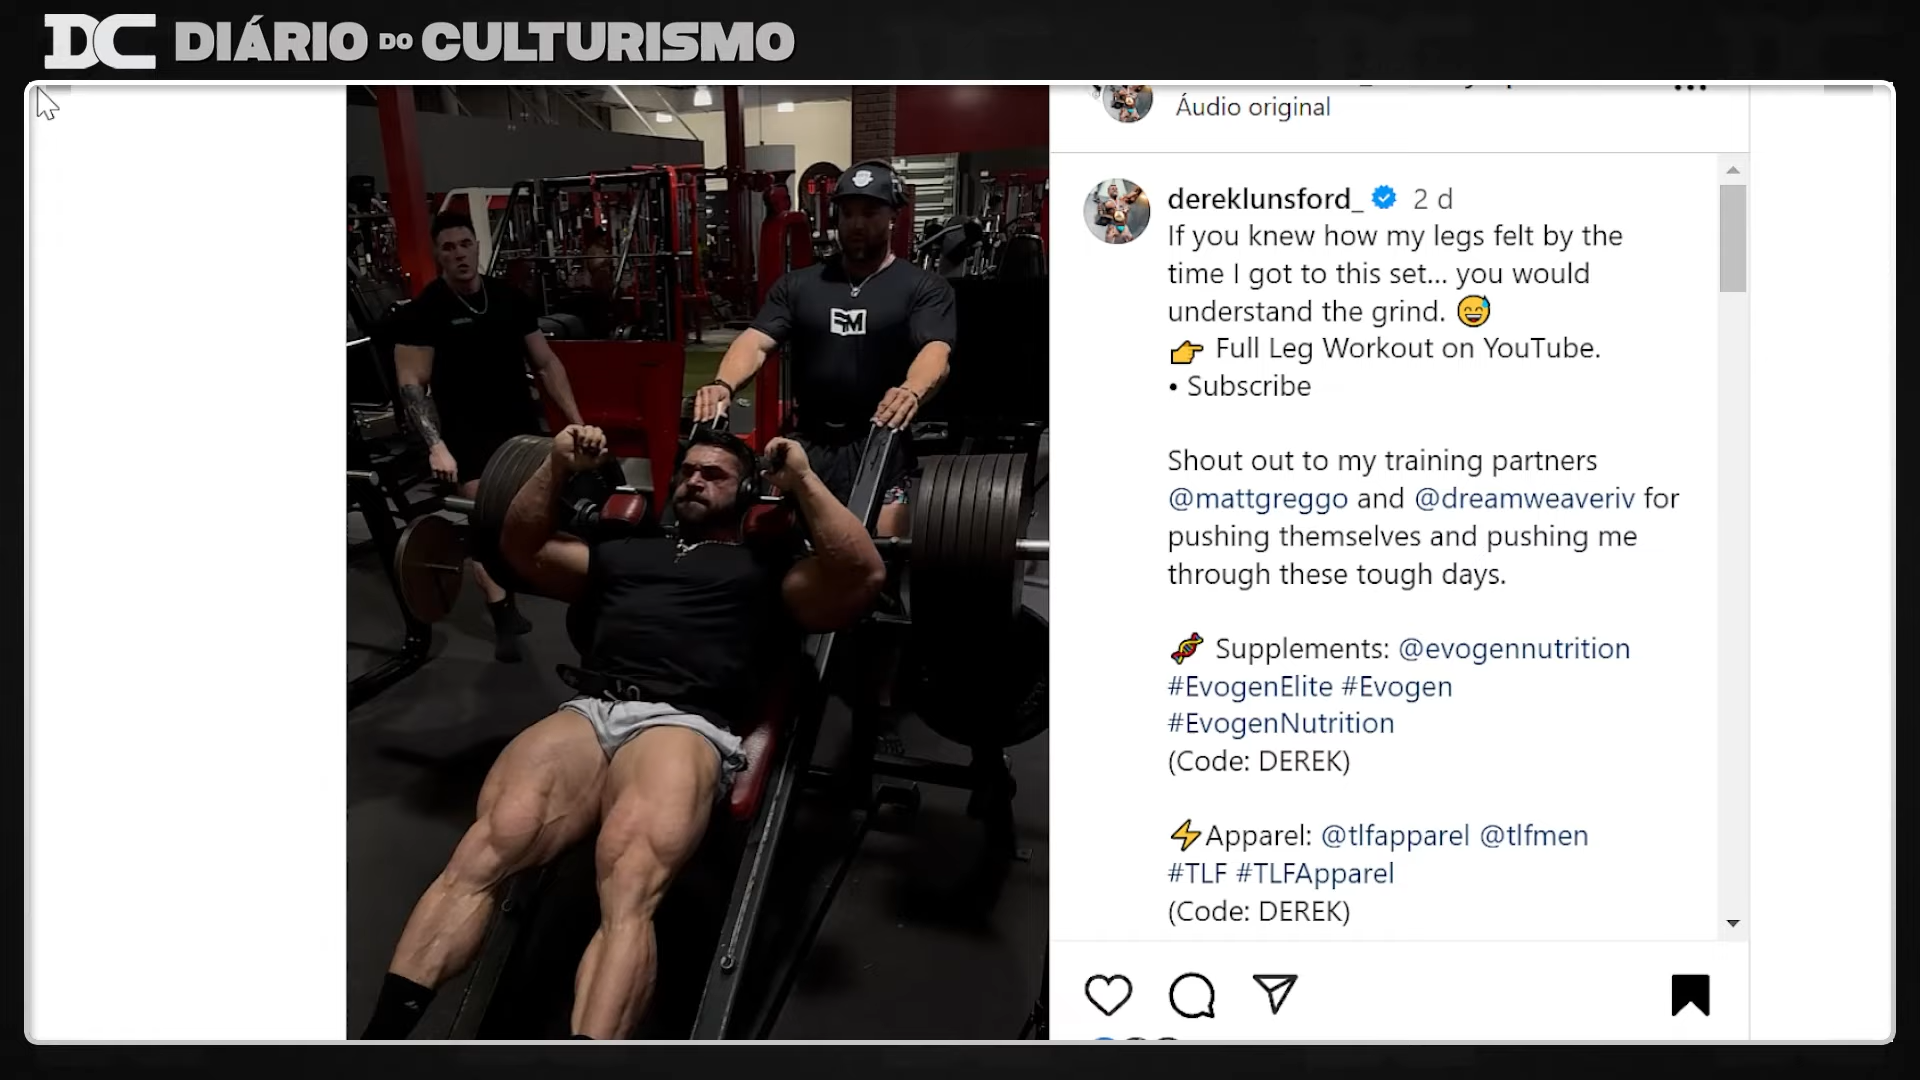 DC DIÁRIO DO CULTURISMO
Áudio original
dereklunsford_ 2 d
If you knew how my legs felt by the
time I got to this set... you would
understand the grind. 😅
👉 Full Leg Workout on YouTube.
• Subscribe
Shout out to my training partners
@mattgreggo and @dreamweaveriv for
pushing themselves and pushing me
through these tough days.
🧬 Supplements: @evogennutrition
#EvogenElite #Evogen
#EvogenNutrition
(Code: DEREK)
⚡Apparel: @tlfapparel @tlfmen
#TLF #TLFApparel
(Code: DEREK)